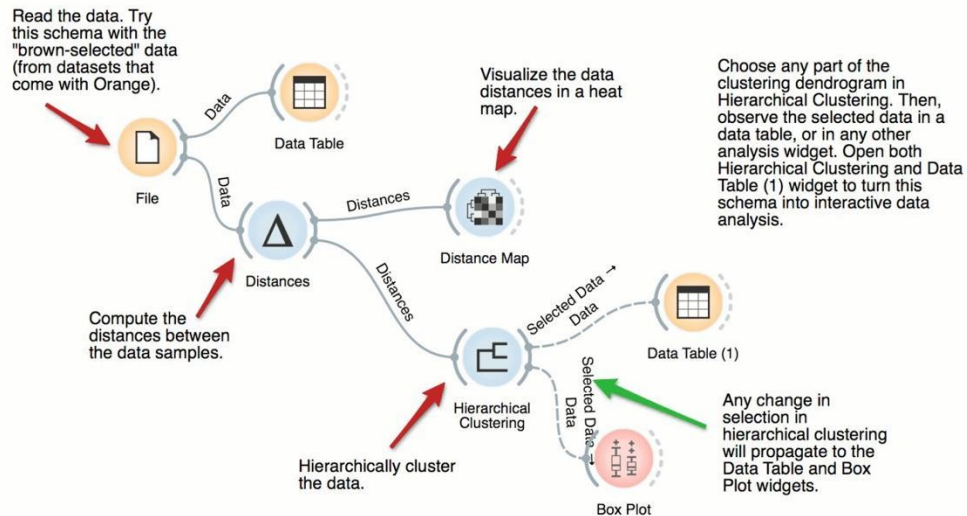 Read the data. Try
this schema with the
"brown-selected" data
(from datasets that
come with Orange).
Data
Data Table
Visualize the data
distances in a heat
map.
Choose any part of the
clustering dendrogram in
Hierarchical Clustering. Then,
observe the selected data in a
data table, or in any other
analysis widget. Open both
Hierarchical Clustering and Data
Table (1) widget to turn this
schema into interactive data
analysis.
File
Data
Distances
Distances
Distance Map
Compute the
distances between
the data samples.
Distances
Selected Data →
Data
Data Table (1)
Hierarchical
Clustering
Selected Data →
Data
Any change in
selection in
hierarchical clustering
will propagate to the
Data Table and Box
Plot widgets.
Hierarchically cluster
the data.
Box Plot